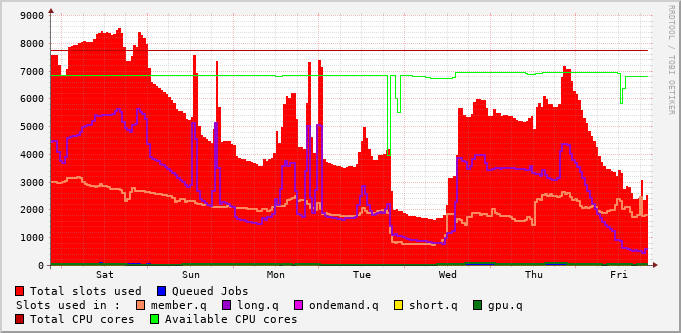 9000
8000
7000
6000
5000
4000
3000
2000
1000
0
Sat Sun Mon Tue Wed Thu Fri
RRDTOOL / TOBI OETIKER
Total slots used Queued Jobs
Slots used in : member.q long.q ondemand.q short.q gpu.q
Total CPU cores Available CPU cores